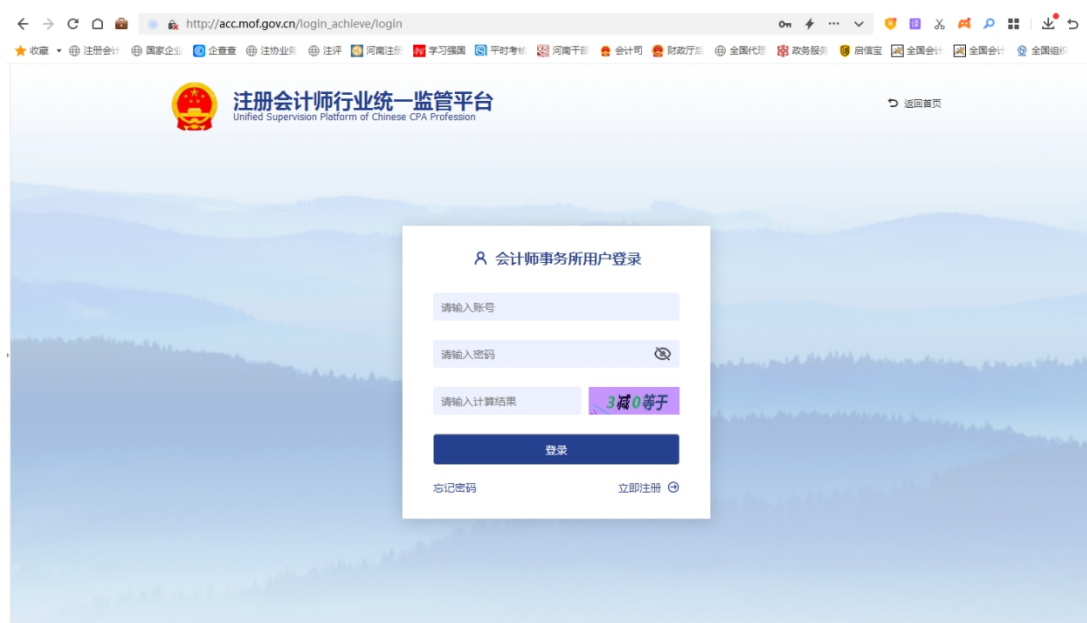 http://acc.mof.gov.cn/login_achieve/login
收藏 注册会计 国家企业 企查查 注协业务 注评 河南注册 学习强国 平时考核 河南干部 会计司 财政厅后 全国代理 政务服务 启信宝 全国会计 全国会计 全国组织
注册会计师行业统一监管平台
Unified Supervision Platform of Chinese CPA Profession
返回首页
会计师事务所用户登录
请输入账号
请输入密码
请输入计算结果
3减0等于
登录
忘记密码
立即注册